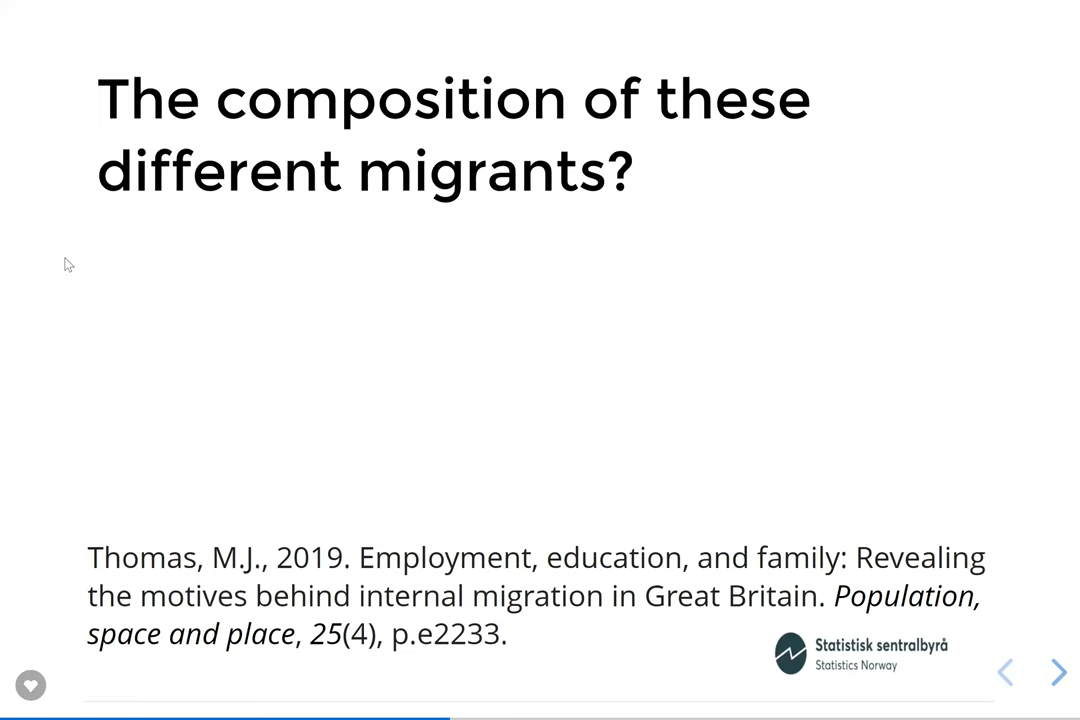 The composition of these
different migrants?
Thomas, M.J., 2019. Employment, education, and family: Revealing
the motives behind internal migration in Great Britain. Population,
space and place, 25(4), p.e2233.
Statistisk sentralbyrå
Statistics Norway